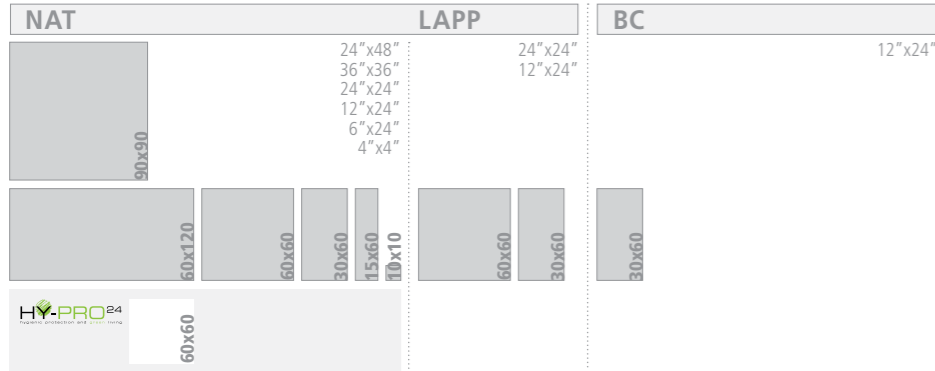 NAT
LAPP
BC
24”x48”
36”x36”
24”x24”
12”x24”
6”x24”
4”x4”
24”x24”
12”x24”
12”x24”
90x90
60x120
60x60
30x60
15x60
10x10
60x60
30x60
30x60
HY-PRO24
hygienic protection and green living
60x60